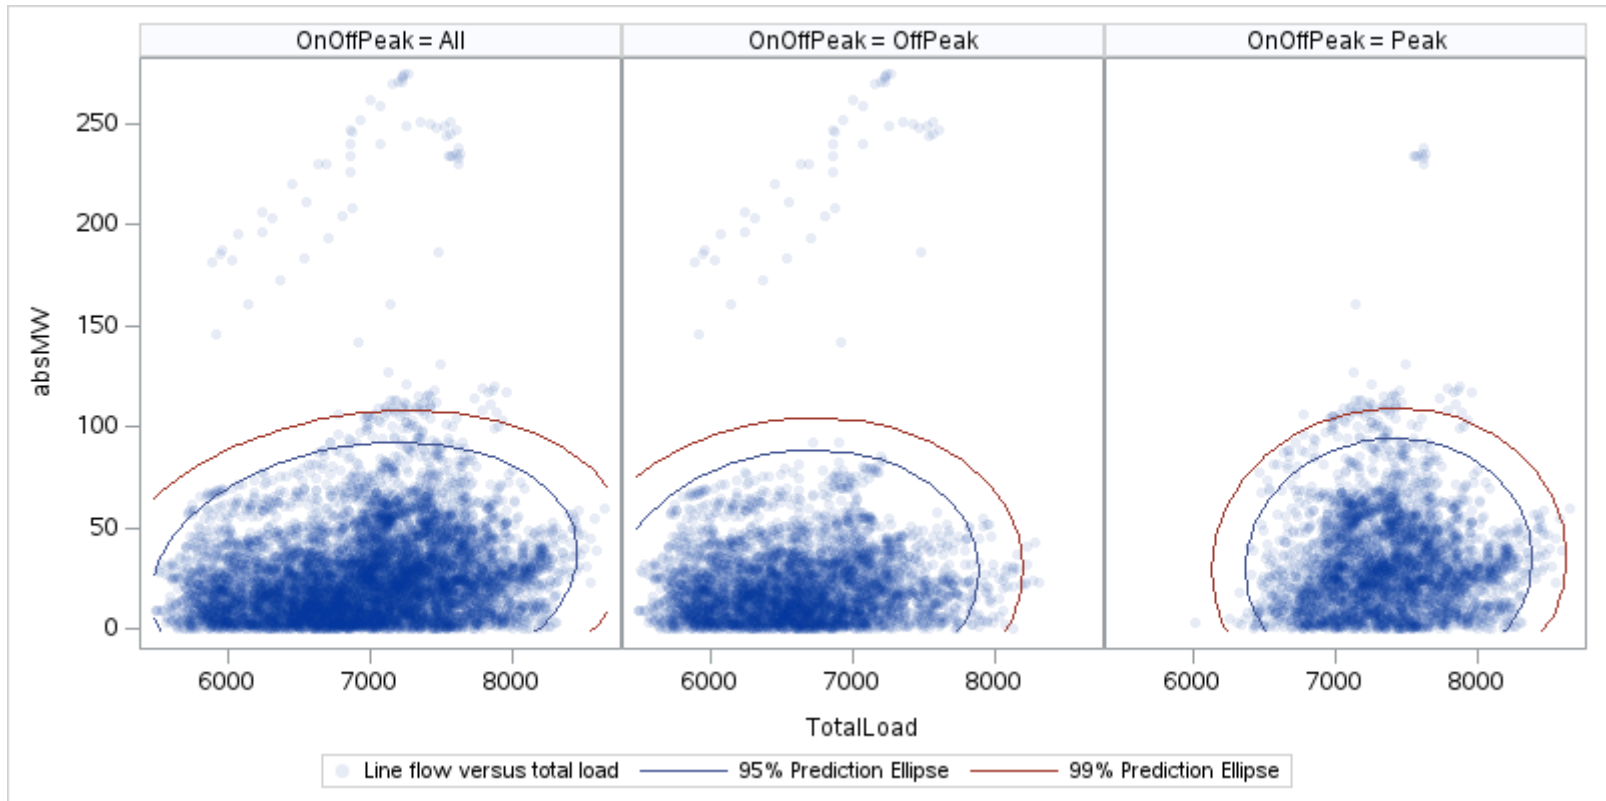 OnOffPeak = All
OnOffPeak = OffPeak
OnOffPeak = Peak
absMW
250
200
150
100
50
0
6000 7000 8000
6000 7000 8000
6000 7000 8000
TotalLoad
Line flow versus total load
95% Prediction Ellipse
99% Prediction Ellipse